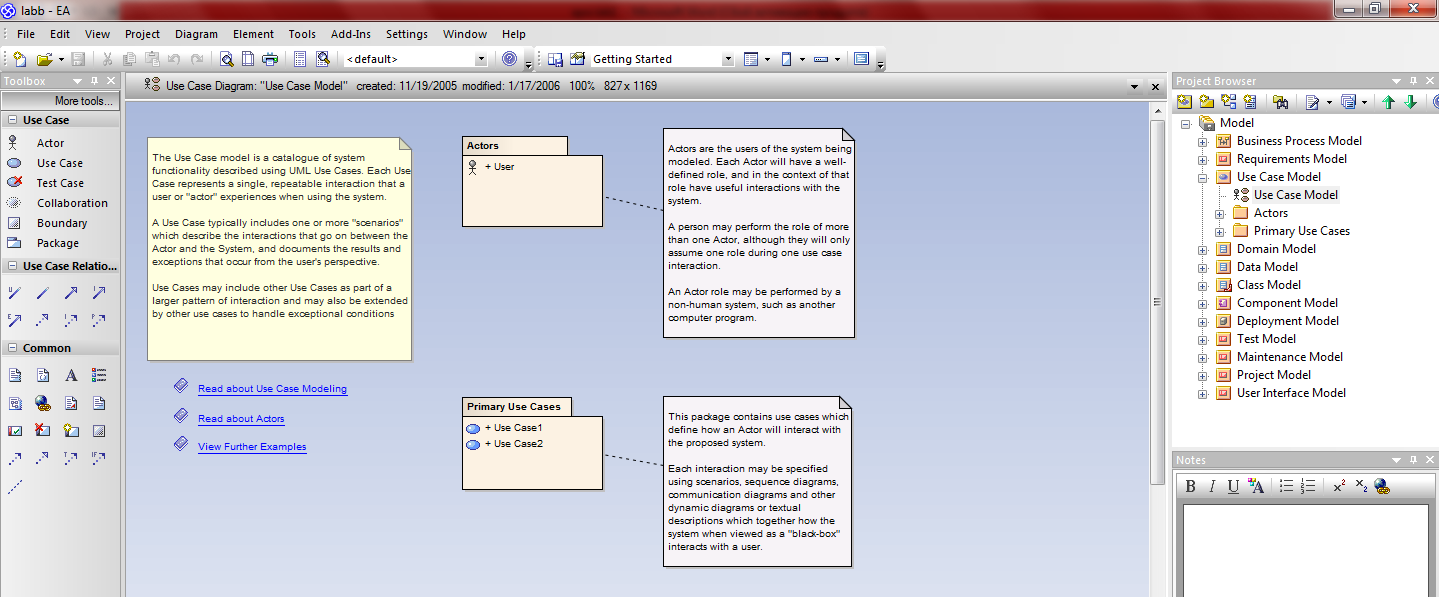 labb - EA
File Edit View Project Diagram Element Tools Add-Ins Settings Window Help
<default>
Getting Started
Toolbox
More tools...
Use Case
Actor
Use Case
Test Case
Collaboration
Boundary
Package
Use Case Relatio...
Common
Use Case Diagram: "Use Case Model" created: 11/19/2005 modified: 1/17/2006 100% 827 x 1169
The Use Case model is a catalogue of system
functionality described using UML Use Cases. Each Use
Case represents a single, repeatable interaction that a
user or "actor" experiences when using the system.
A Use Case typically includes one or more "scenarios"
which describe the interactions that go on between the
Actor and the System, and documents the results and
exceptions that occur from the user's perspective.
Use Cases may include other Use Cases as part of a
larger pattern of interaction and may also be extended
by other use cases to handle exceptional conditions
Read about Use Case Modeling
Read about Actors
View Further Examples
Actors
+ User
Actors are the users of the system being
modeled. Each Actor will have a well-
defined role, and in the context of that
role have useful interactions with the
system.
A person may perform the role of more
than one Actor, although they will only
assume one role during one use case
interaction.
An Actor role may be performed by a
non-human system, such as another
computer program.
Primary Use Cases
+ Use Case1
+ Use Case2
This package contains use cases which
define how an Actor will interact with
the proposed system.
Each interaction may be specified
using scenarios, sequence diagrams,
communication diagrams and other
dynamic diagrams or textual
descriptions which together how the
system when viewed as a "black-box"
interacts with a user.
Project Browser
Model
Business Process Model
Requirements Model
Use Case Model
Use Case Model
Actors
Primary Use Cases
Domain Model
Data Model
Class Model
Component Model
Deployment Model
Test Model
Maintenance Model
Project Model
User Interface Model
Notes
B I U A x² x₂